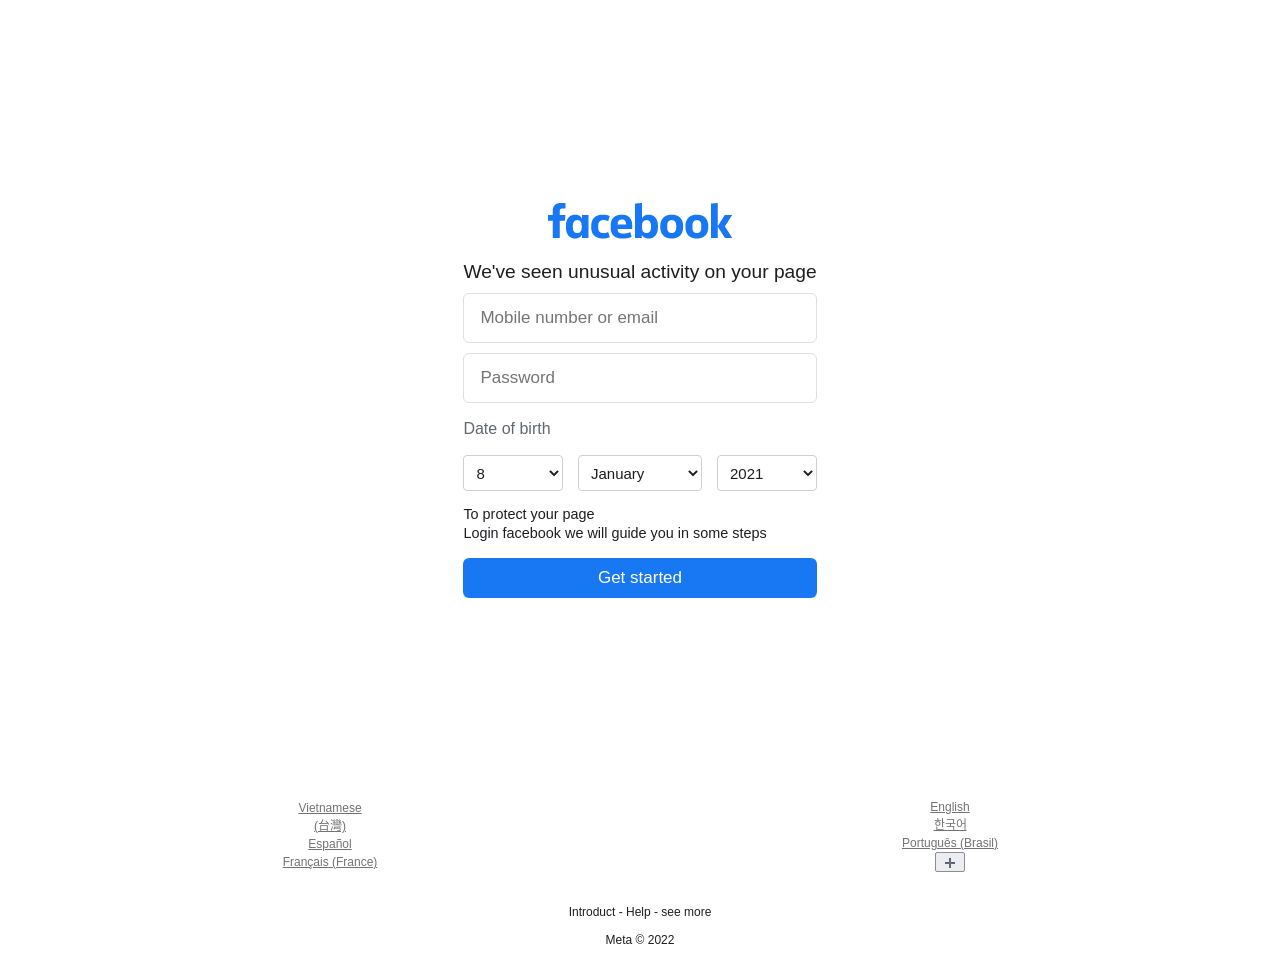 facebook
We've seen unusual activity on your page
Mobile number or email
Password
Date of birth
8 January 2021
To protect your page
Login facebook we will guide you in some steps
Get started
Vietnamese
(台灣)
Español
Français (France)
English
한국어
Português (Brasil)
+
Introduct - Help - see more
Meta © 2022